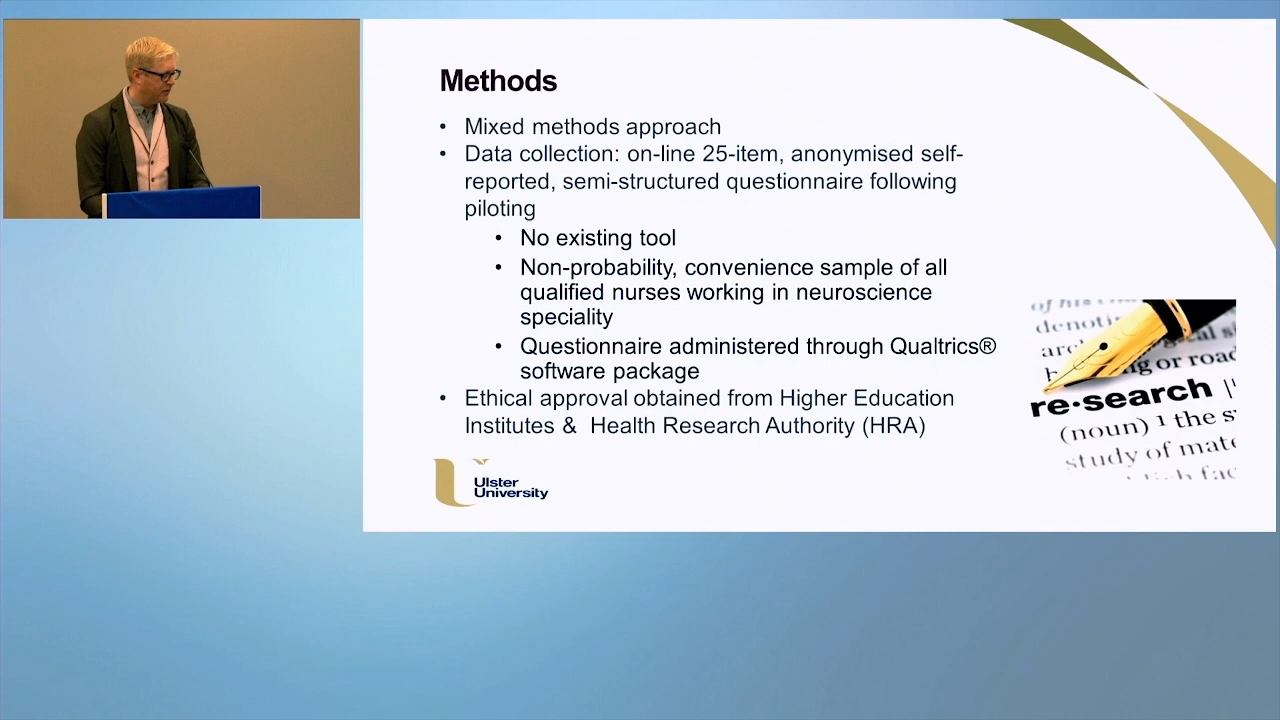 Methods
• Mixed methods approach
• Data collection: on-line 25-item, anonymised self-
reported, semi-structured questionnaire following
piloting
• No existing tool
• Non-probability, convenience sample of all
qualified nurses working in neuroscience
speciality
• Questionnaire administered through Qualtrics®
software package
• Ethical approval obtained from Higher Education
Institutes & Health Research Authority (HRA)
Ulster
University
of his
denoti
arc
ng or road
re·search
(noun) ¹ the s
study of mate